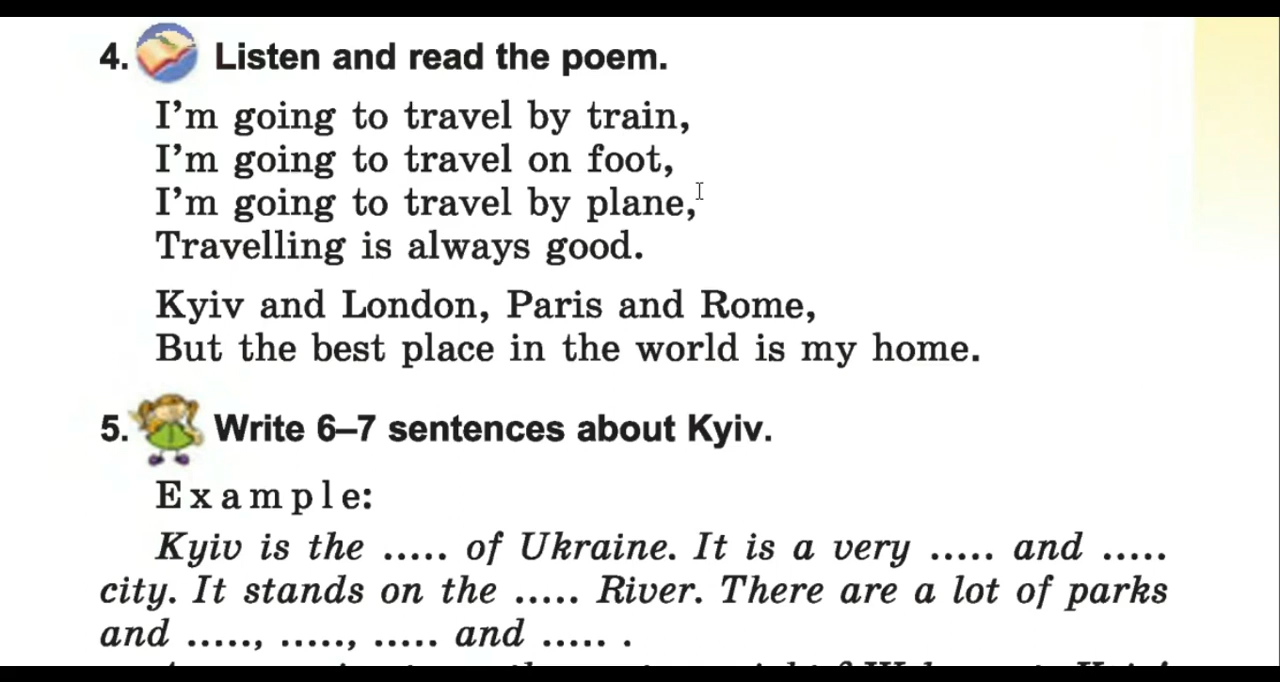 4. Listen and read the poem.
I'm going to travel by train,
I'm going to travel on foot,
I'm going to travel by plane,
Travelling is always good.
Kyiv and London, Paris and Rome,
But the best place in the world is my home.
5. Write 6–7 sentences about Kyiv.
Example:
Kyiv is the ..... of Ukraine. It is a very ..... and .....
city. It stands on the ..... River. There are a lot of parks
and ....., ....., ..... and ..... .